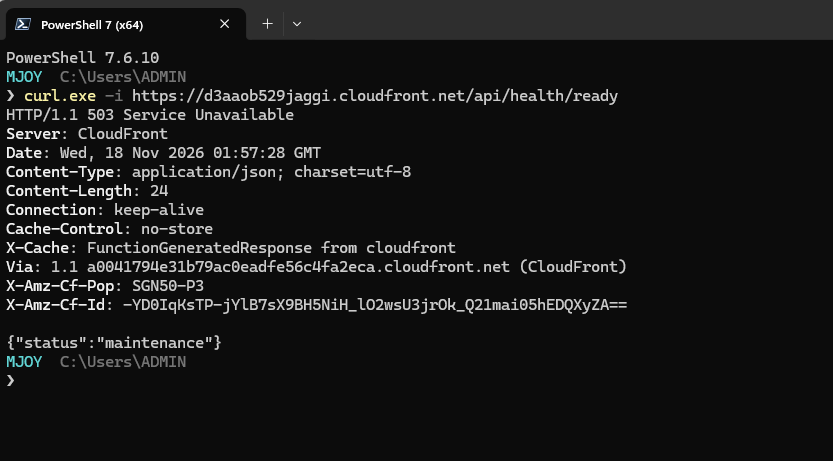 PowerShell 7 (x64)
PowerShell 7.6.10
MJOY C:\Users\ADMIN
❯ curl.exe -i https://d3aaob529jaggi.cloudfront.net/api/health/ready
HTTP/1.1 503 Service Unavailable
Server: CloudFront
Date: Wed, 18 Nov 2026 01:57:28 GMT
Content-Type: application/json; charset=utf-8
Content-Length: 24
Connection: keep-alive
Cache-Control: no-store
X-Cache: FunctionGeneratedResponse from cloudfront
Via: 1.1 a0041794e31b79ac0eadfe56c4fa2eca.cloudfront.net (CloudFront)
X-Amz-Cf-Pop: SGN50-P3
X-Amz-Cf-Id: -YD0IqKsTP-jYlB7sX9BH5NiH_lO2wsU3jrOk_Q21mai05hEDQXyZA==
{"status":"maintenance"}
MJOY C:\Users\ADMIN
❯